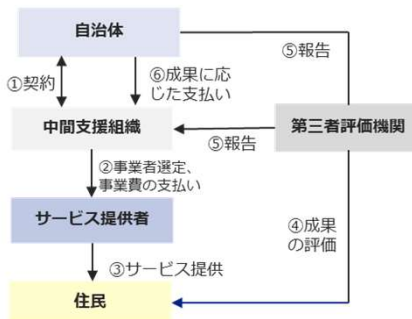 自治体
⑤報告
①契約
⑥成果に応
じた支払い
中間支援組織
第三者評価機関
⑤報告
②事業者選定、
事業費の支払い
サービス提供者
④成果
の評価
③サービス提供
住民